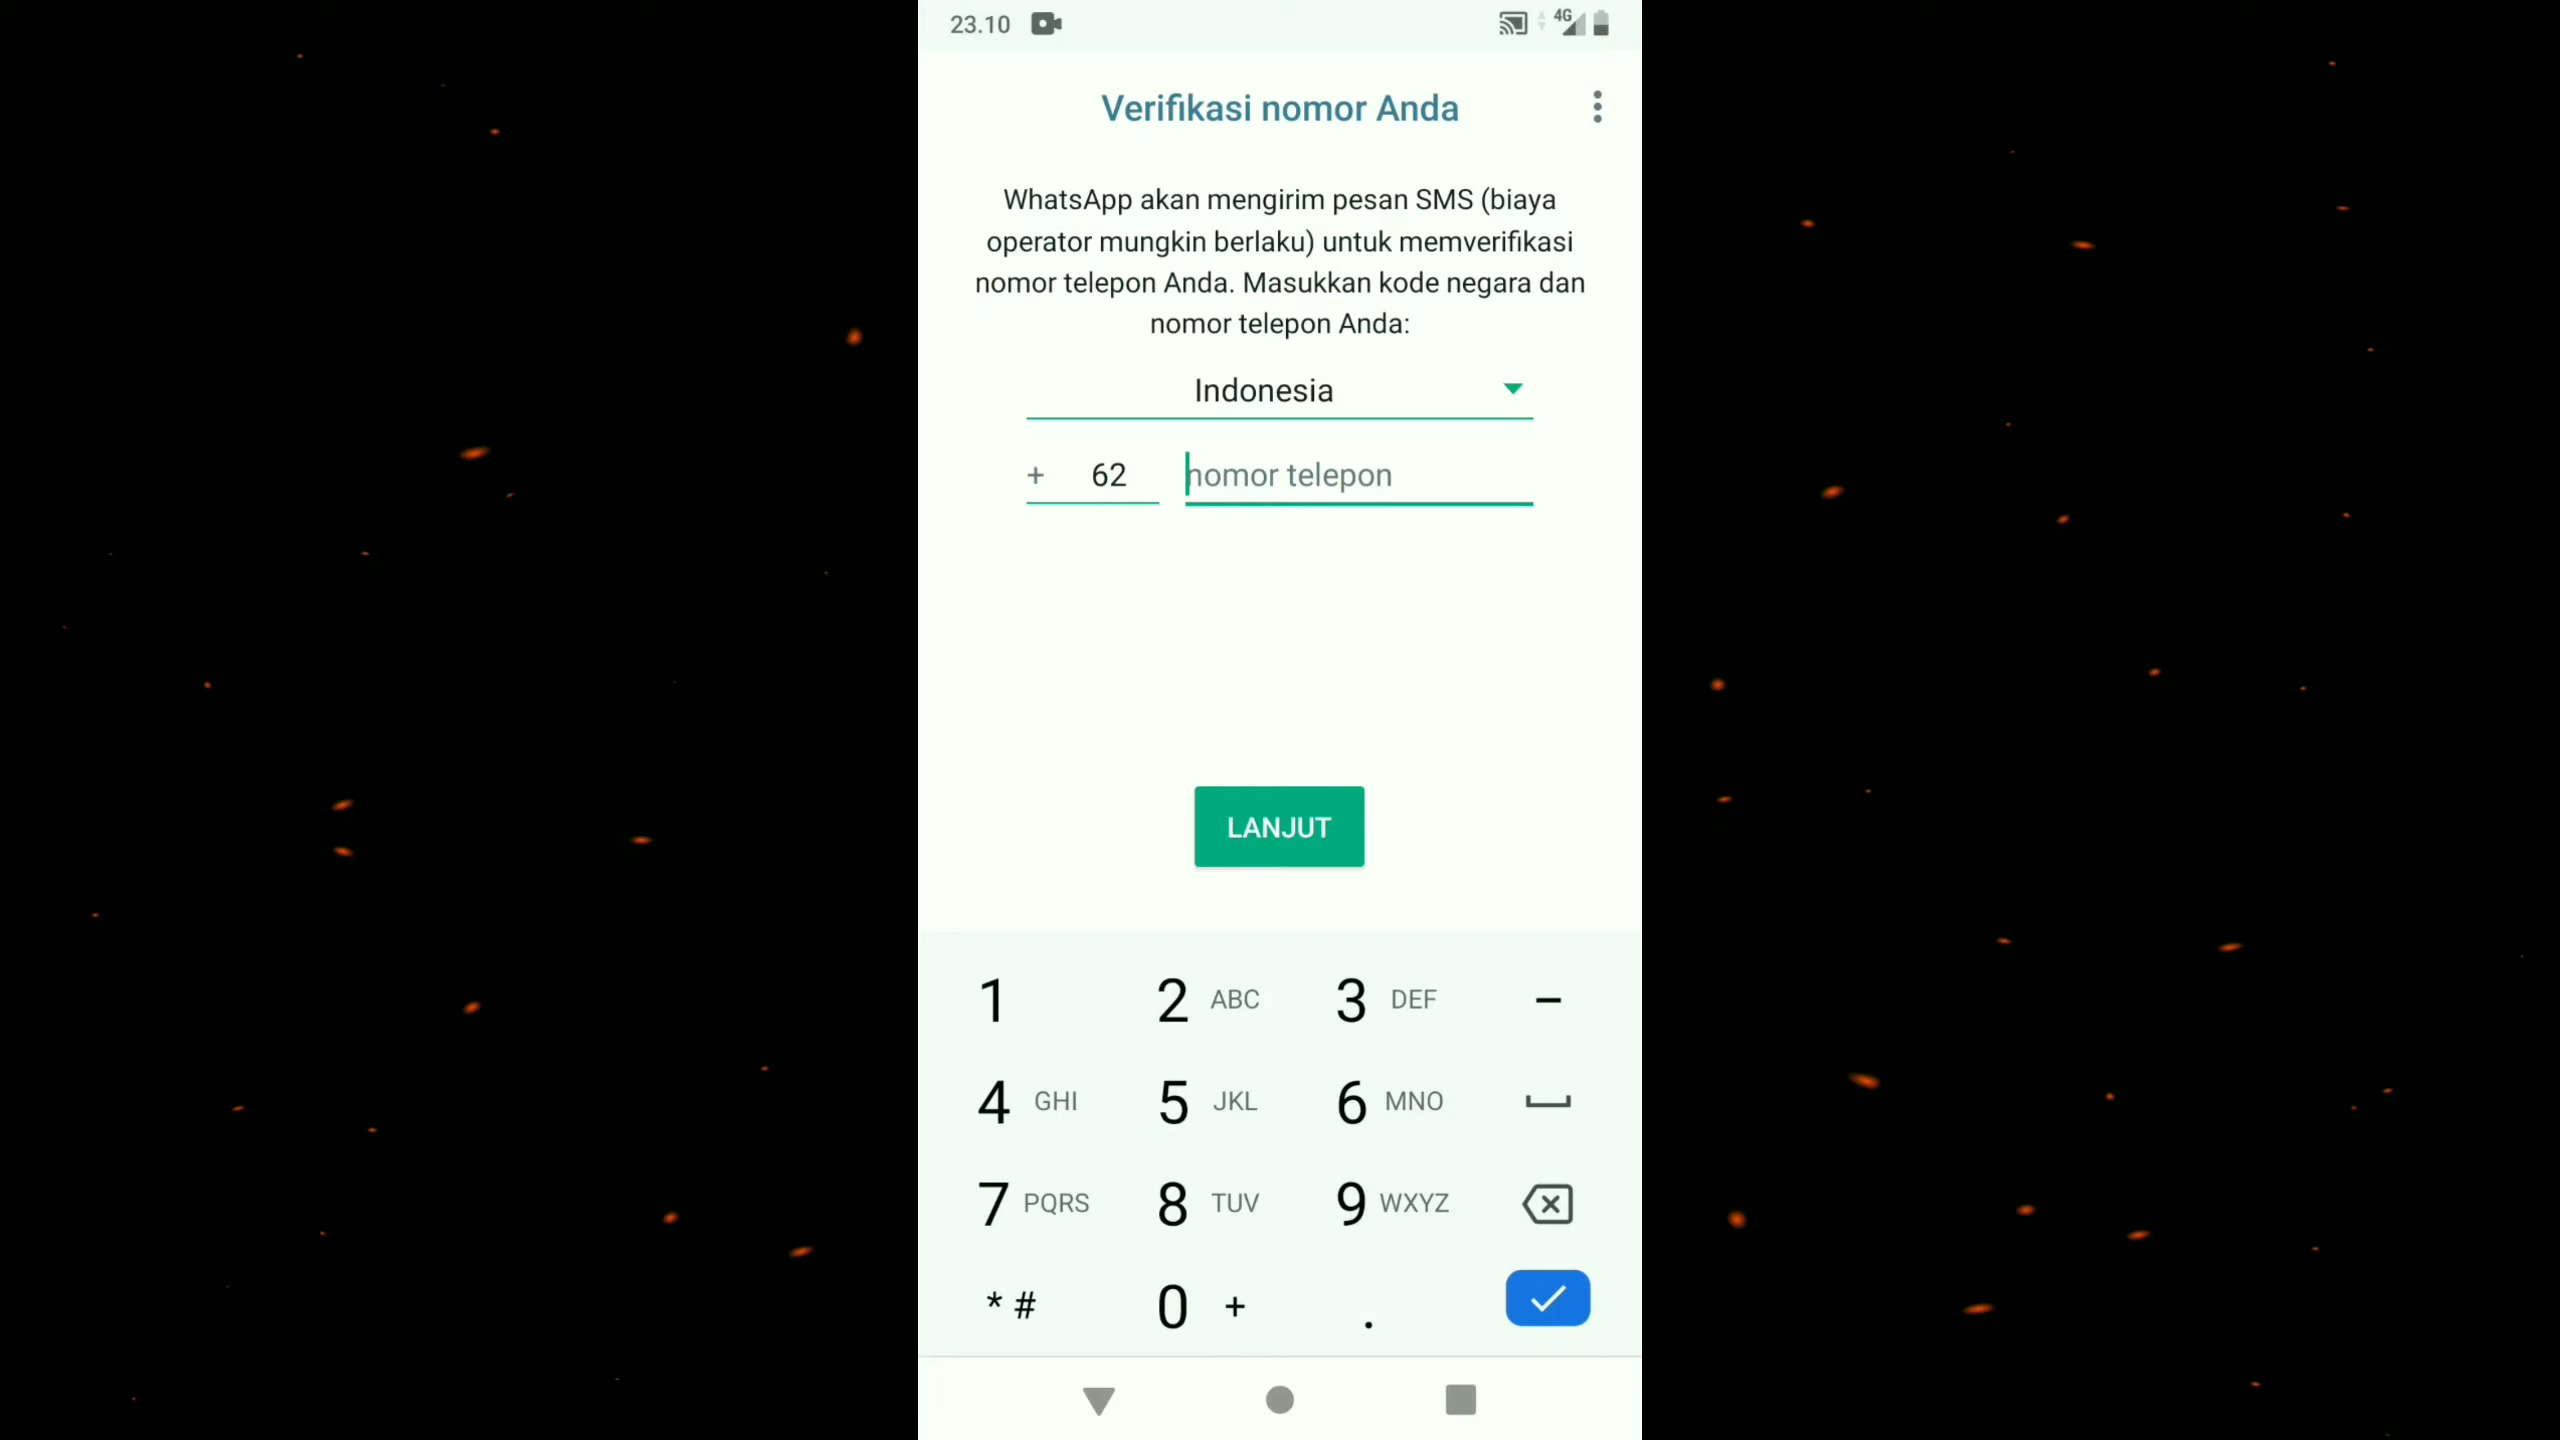 23.10
4G
Verifikasi nomor Anda
WhatsApp akan mengirim pesan SMS (biaya
operator mungkin berlaku) untuk memverifikasi
nomor telepon Anda. Masukkan kode negara dan
nomor telepon Anda:
Indonesia
+ 62 nomor telepon
LANJUT
1 2 ABC 3 DEF –
4 GHI 5 JKL 6 MNO
7 PQRS 8 TUV 9 WXYZ
* # 0 + .